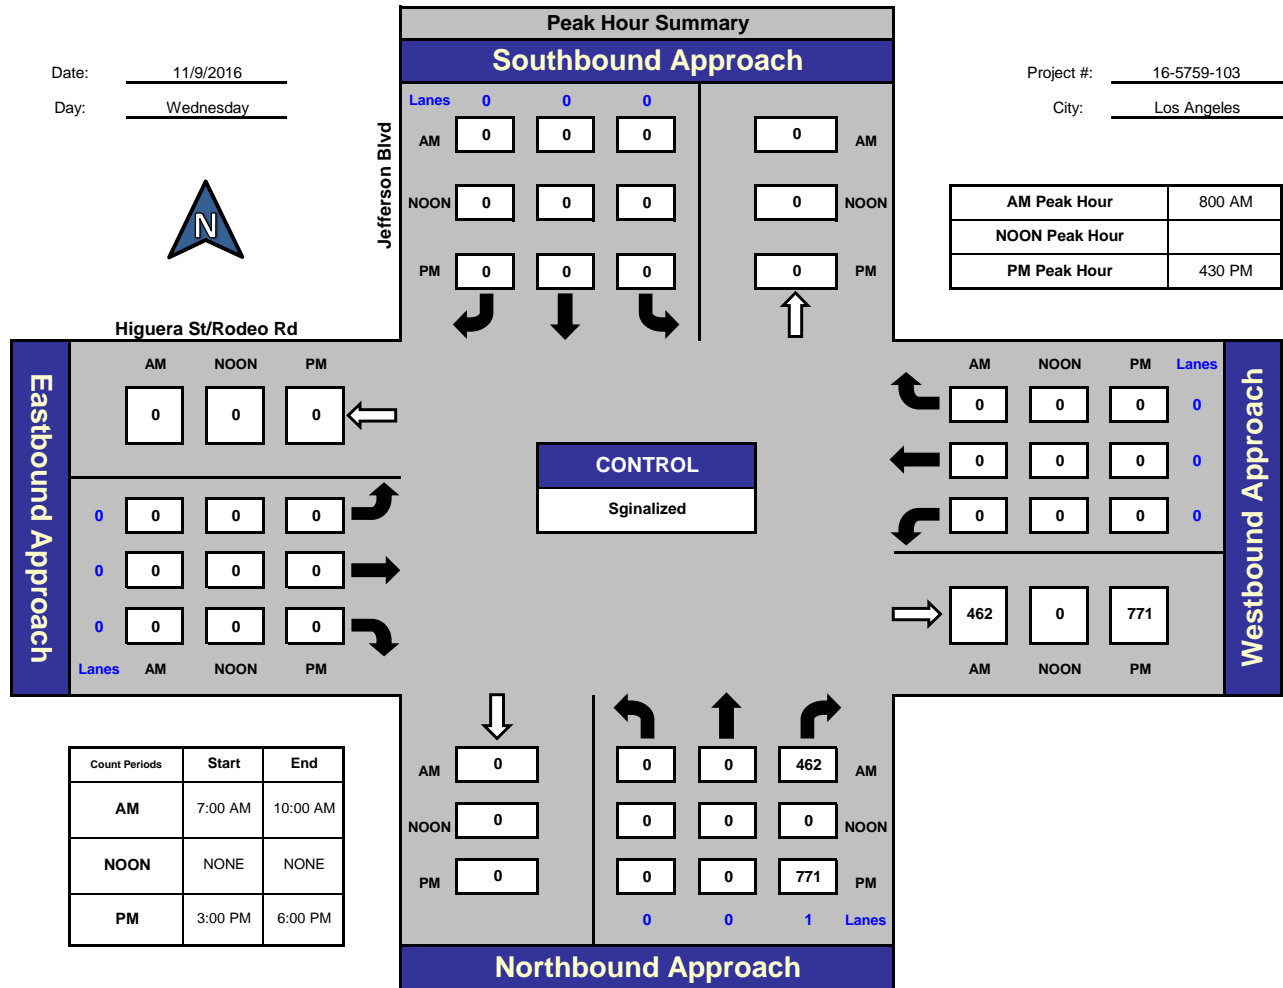 Peak Hour Summary
Southbound Approach
Date: 11/9/2016
Day: Wednesday
Project #: 16-5759-103
City: Los Angeles
N
Jefferson Blvd
Lanes 0 0 0
AM 0 0 0 0 AM
NOON 0 0 0 0 NOON
PM 0 0 0 0 PM
AM Peak Hour 800 AM
NOON Peak Hour
PM Peak Hour 430 PM
Higuera St/Rodeo Rd
Eastbound Approach
AM NOON PM
0 0 0
0 0 0 0
0 0 0 0
0 0 0 0
Lanes AM NOON PM
CONTROL
Sginalized
AM NOON PM Lanes
0 0 0 0
0 0 0 0
0 0 0 0
462 0 771
AM NOON PM
Westbound Approach
Count Periods Start End
AM 7:00 AM 10:00 AM
NOON NONE NONE
PM 3:00 PM 6:00 PM
AM 0 0 0 462 AM
NOON 0 0 0 0 NOON
PM 0 0 0 771 PM
0 0 1 Lanes
Northbound Approach